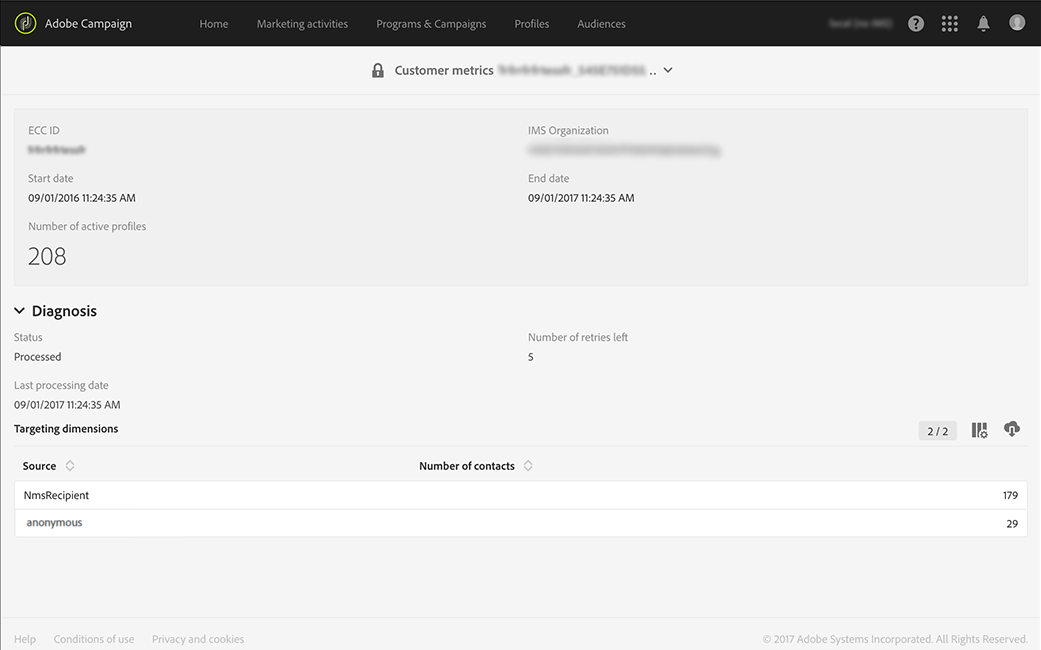 Adobe Campaign Home Marketing activities Programs & Campaigns Profiles Audiences
Customer metrics ..
ECC ID IMS Organization
Start date End date
09/01/2016 11:24:35 AM 09/01/2017 11:24:35 AM
Number of active profiles
208
Diagnosis
Status Number of retries left
Processed 5
Last processing date
09/01/2017 11:24:35 AM
Targeting dimensions 2 / 2
Source Number of contacts
NmsRecipient 179
anonymous 29
Help Conditions of use Privacy and cookies © 2017 Adobe Systems Incorporated. All Rights Reserved.